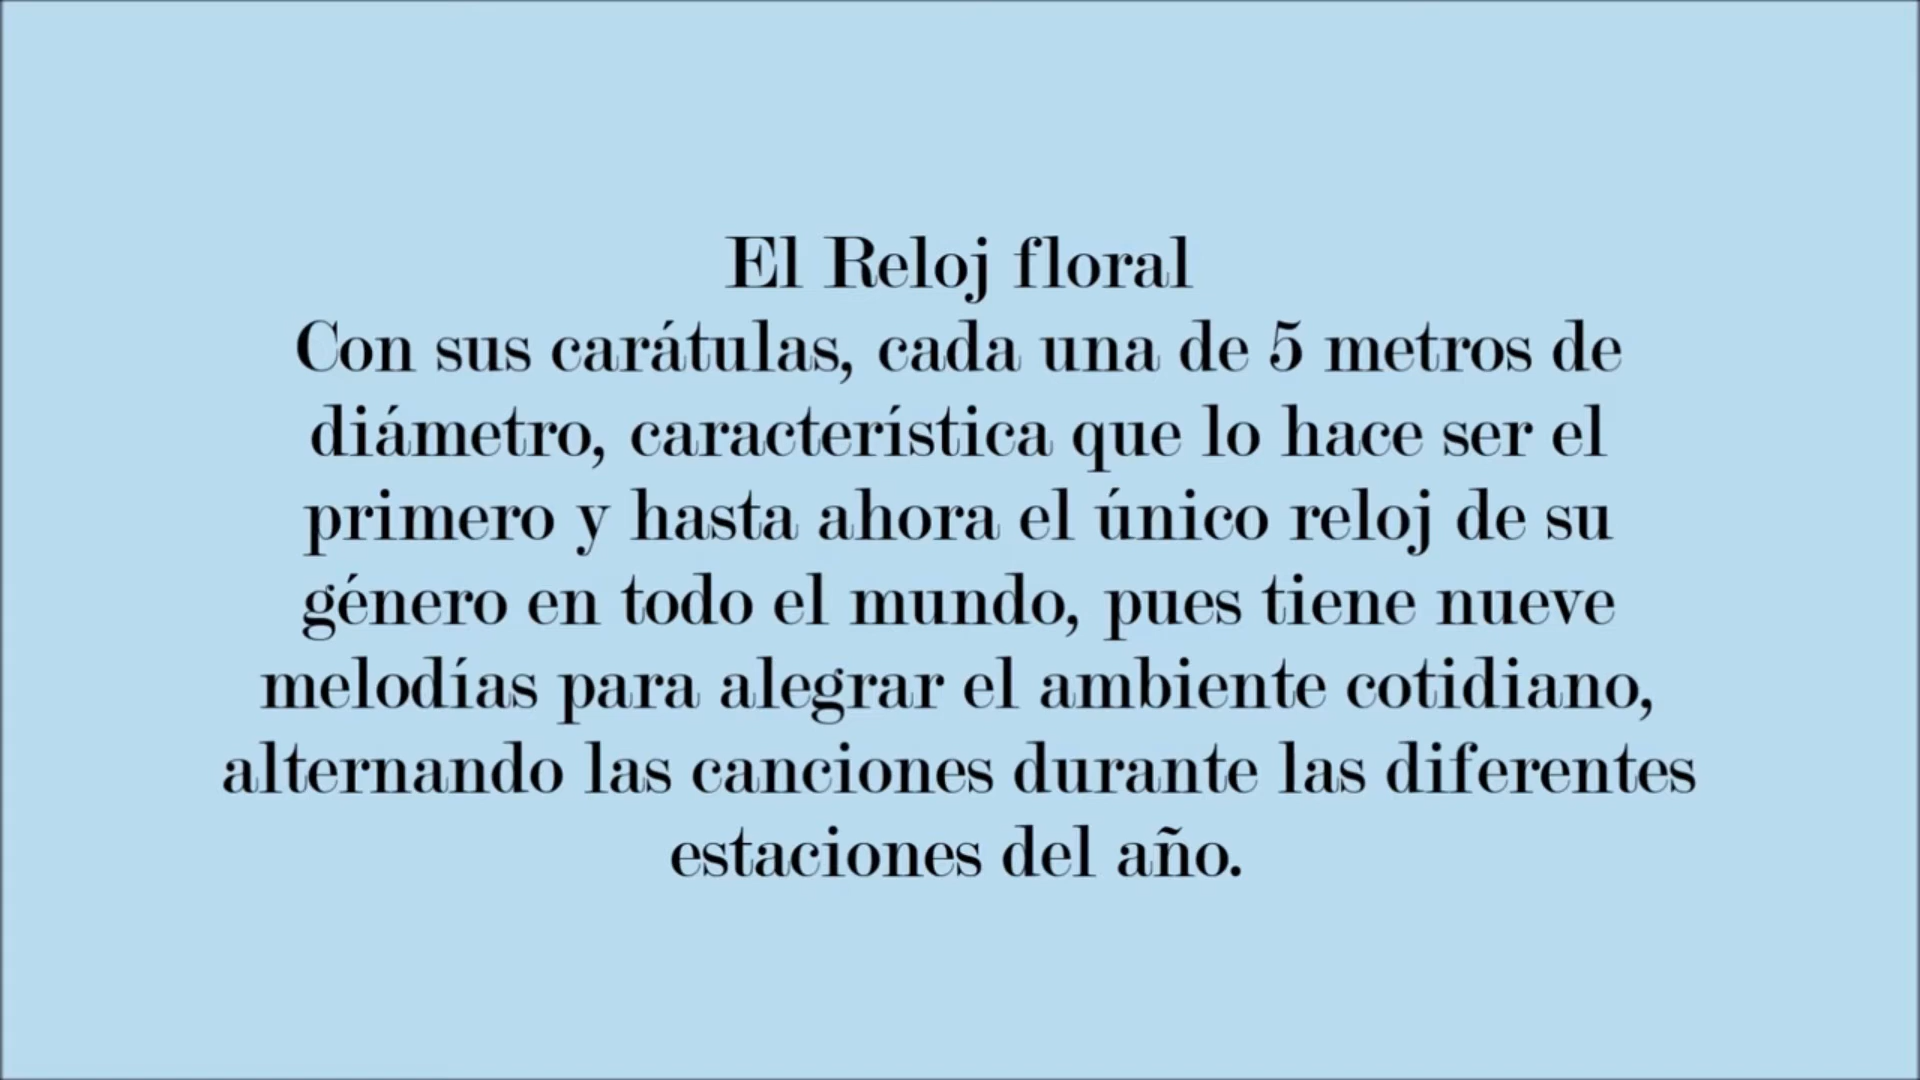 El Reloj floral
Con sus carátulas, cada una de 5 metros de
diámetro, característica que lo hace ser el
primero y hasta ahora el único reloj de su
género en todo el mundo, pues tiene nueve
melodías para alegrar el ambiente cotidiano,
alternando las canciones durante las diferentes
estaciones del año.